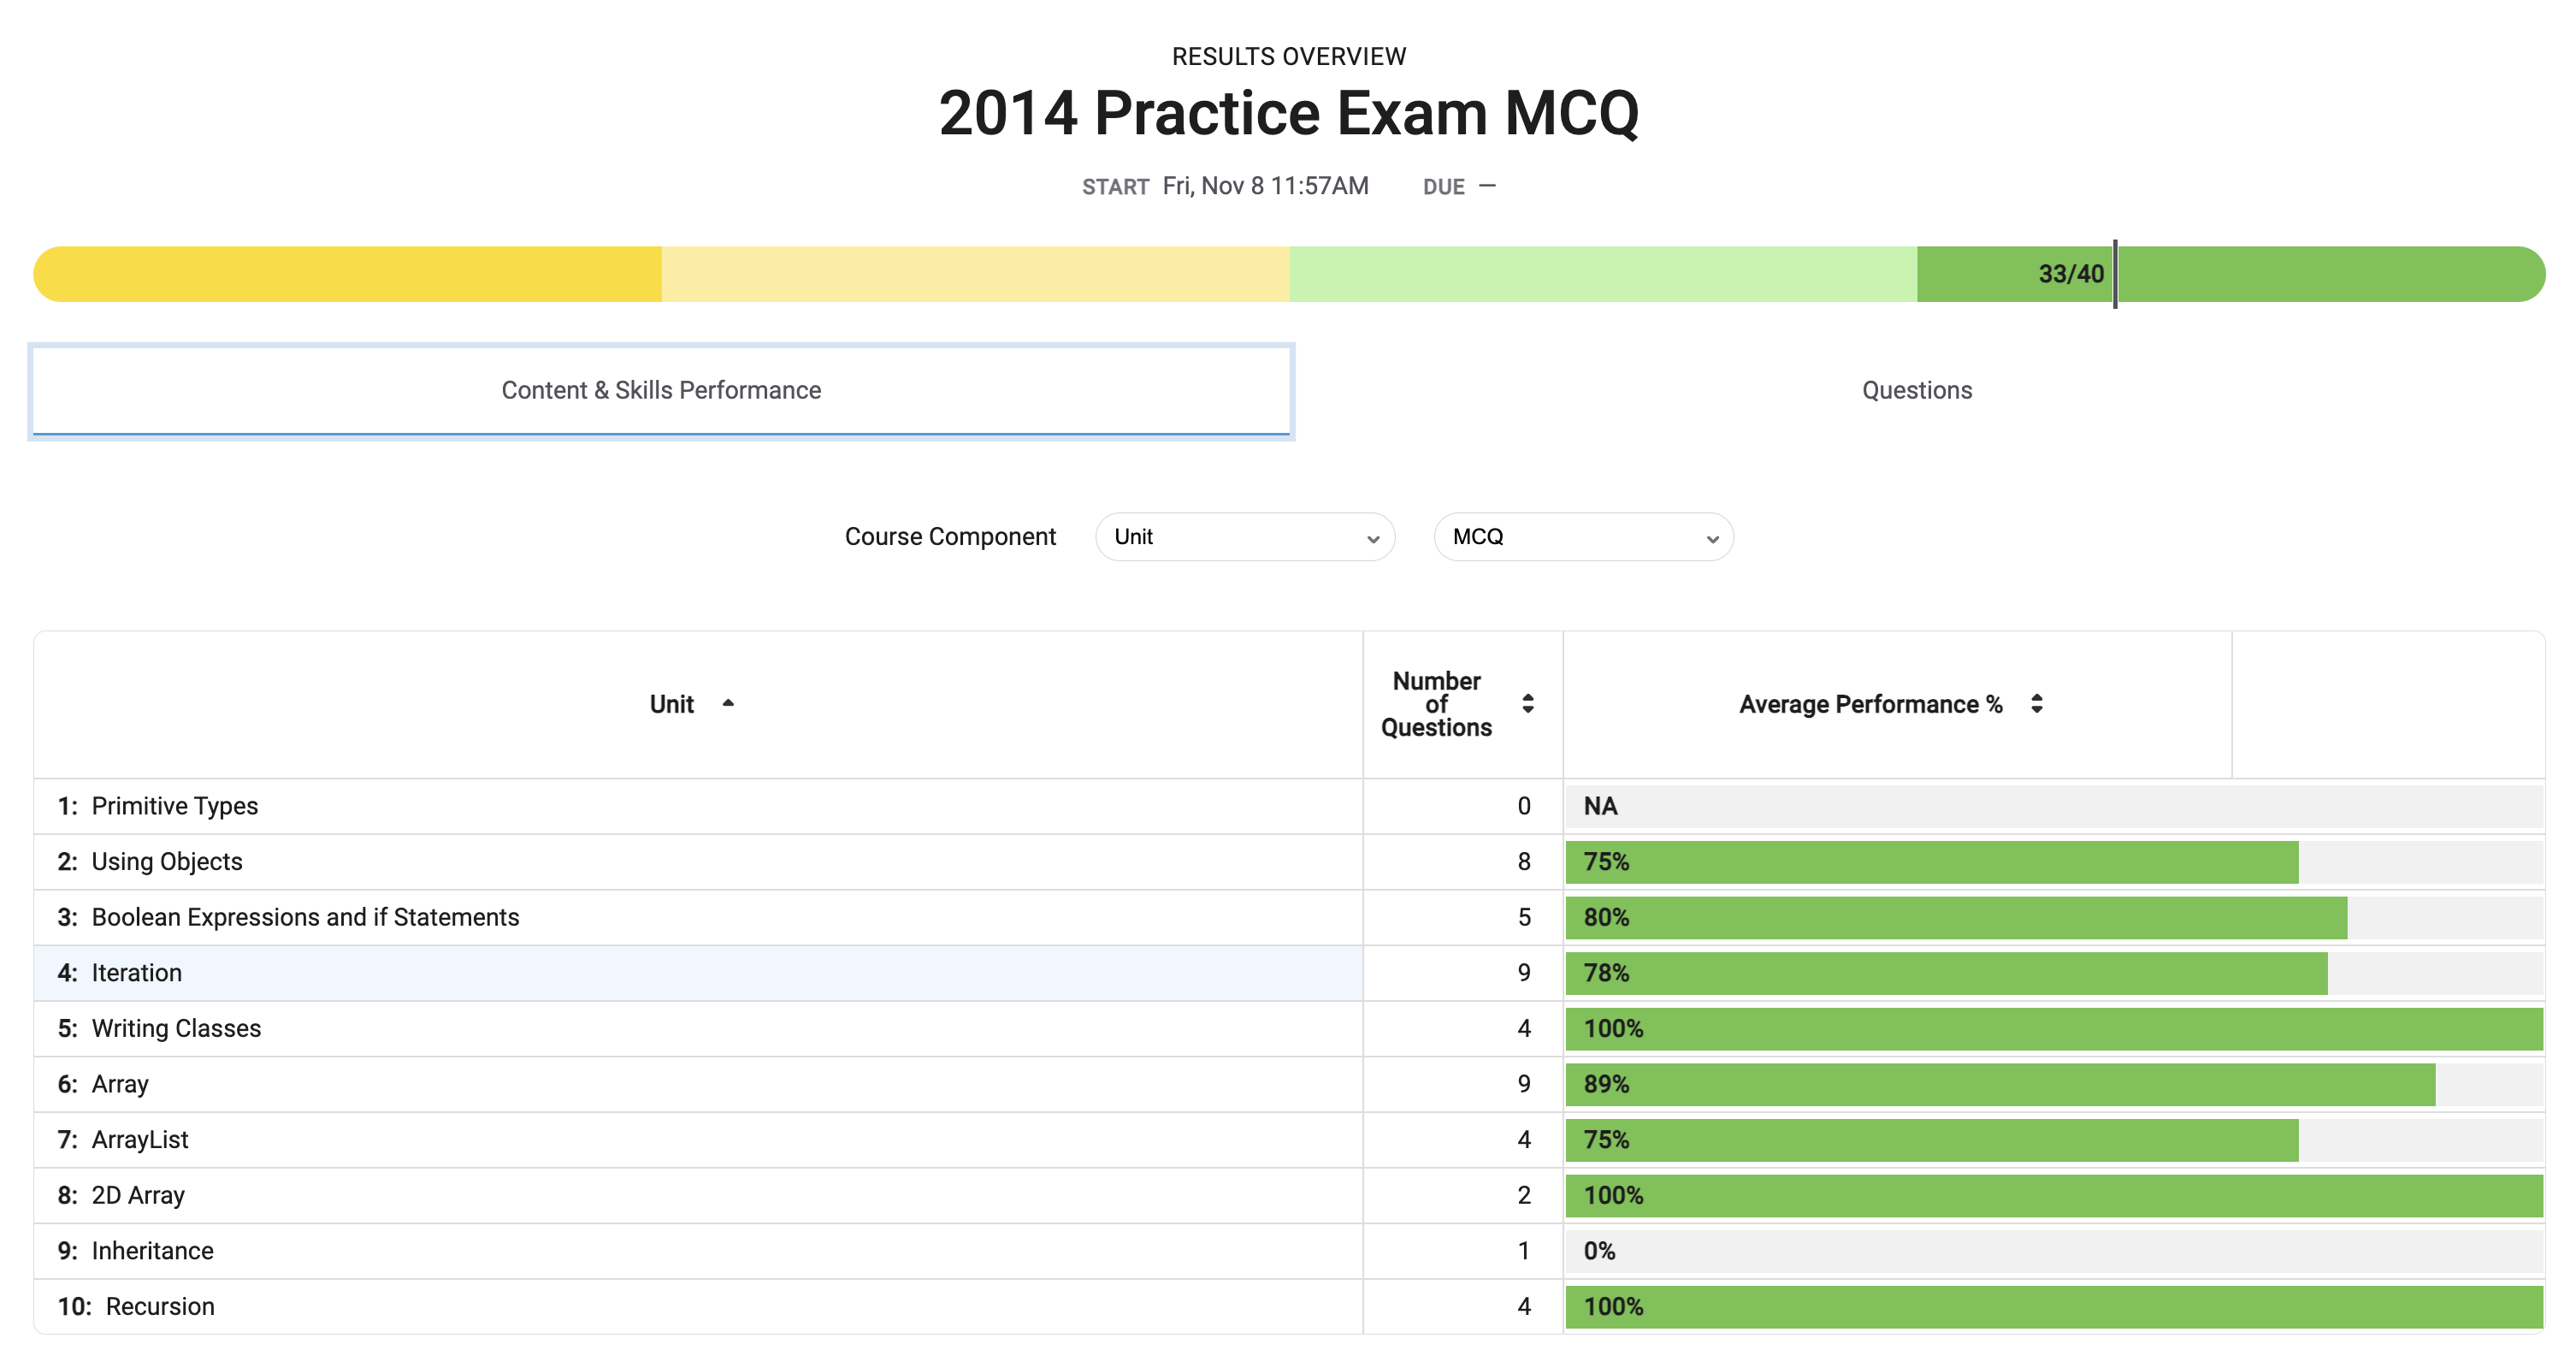 RESULTS OVERVIEW
2014 Practice Exam MCQ
START Fri, Nov 8 11:57AM DUE —
33/40
Content & Skills Performance Questions
Course Component Unit MCQ
Unit Number of Questions Average Performance %
1: Primitive Types 0 NA
2: Using Objects 8 75%
3: Boolean Expressions and if Statements 5 80%
4: Iteration 9 78%
5: Writing Classes 4 100%
6: Array 9 89%
7: ArrayList 4 75%
8: 2D Array 2 100%
9: Inheritance 1 0%
10: Recursion 4 100%